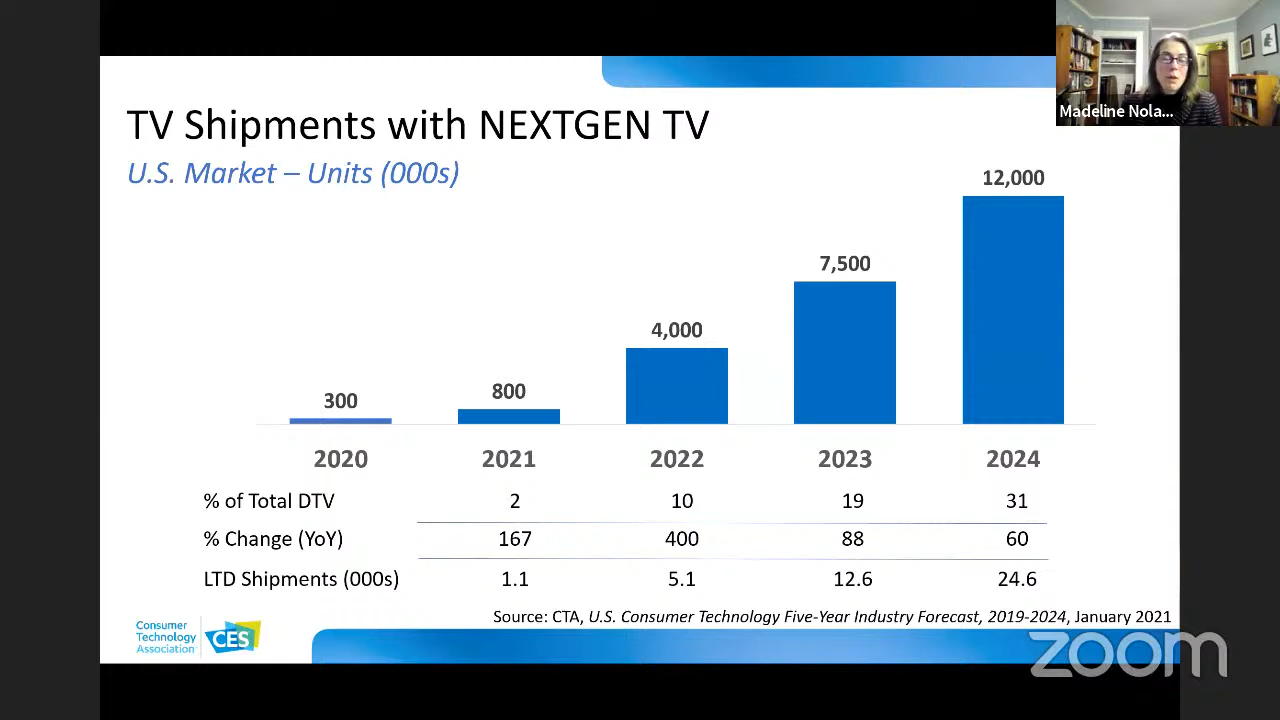 Madeline Nola...
TV Shipments with NEXTGEN TV
U.S. Market – Units (000s)
300
800
4,000
7,500
12,000
2020 2021 2022 2023 2024
% of Total DTV 2 10 19 31
% Change (YoY) 167 400 88 60
LTD Shipments (000s) 1.1 5.1 12.6 24.6
Source: CTA, U.S. Consumer Technology Five-Year Industry Forecast, 2019-2024, January 2021
Consumer
Technology
Association
CES
zoom